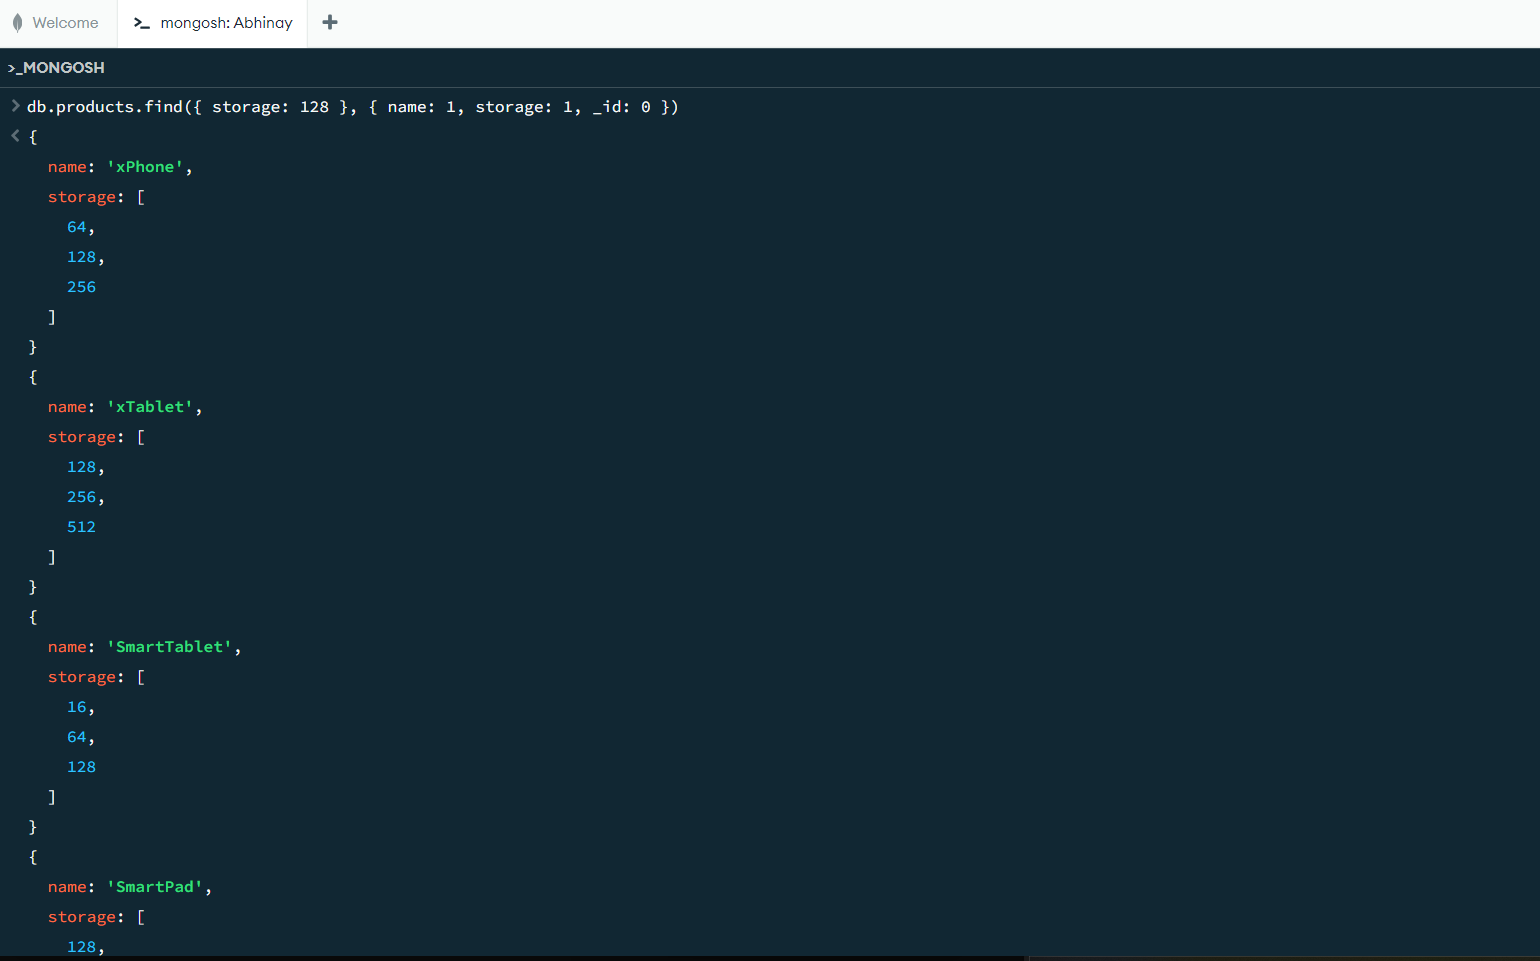 Welcome
>_ mongosh: Abhinay
+
>_MONGOSH
> db.products.find({ storage: 128 }, { name: 1, storage: 1, _id: 0 })
< {
name: 'xPhone',
storage: [
64,
128,
256
]
}
{
name: 'xTablet',
storage: [
128,
256,
512
]
}
{
name: 'SmartTablet',
storage: [
16,
64,
128
]
}
{
name: 'SmartPad',
storage: [
128,